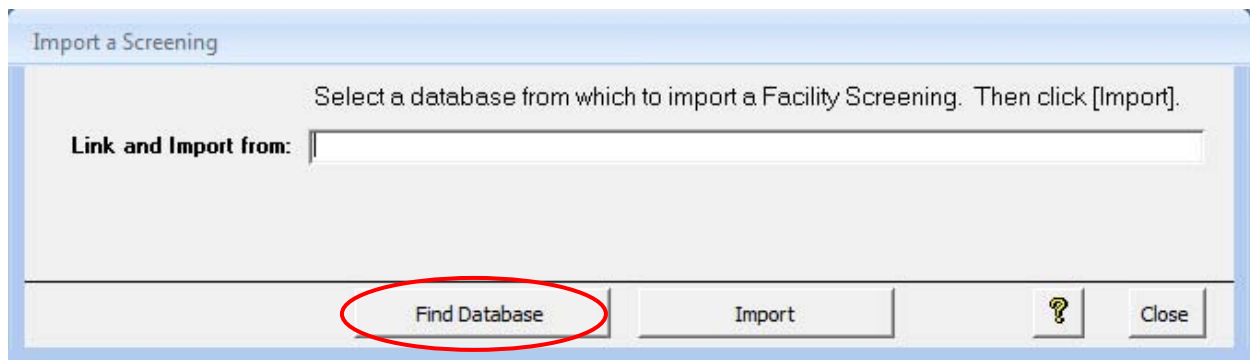 Import a Screening
Select a database from which to import a Facility Screening. Then click [Import].
Link and Import from:
Find Database Import ? Close